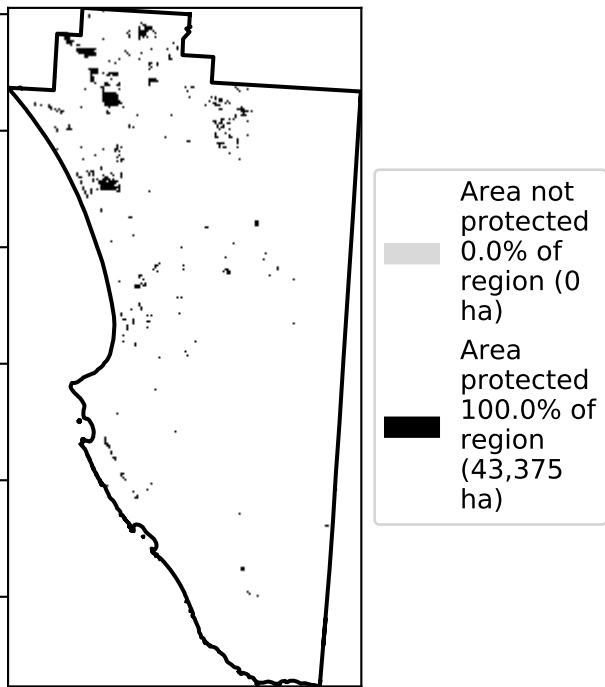 Area not
protected
0.0% of
region (0
ha)
Area
protected
100.0% of
region
(43,375
ha)